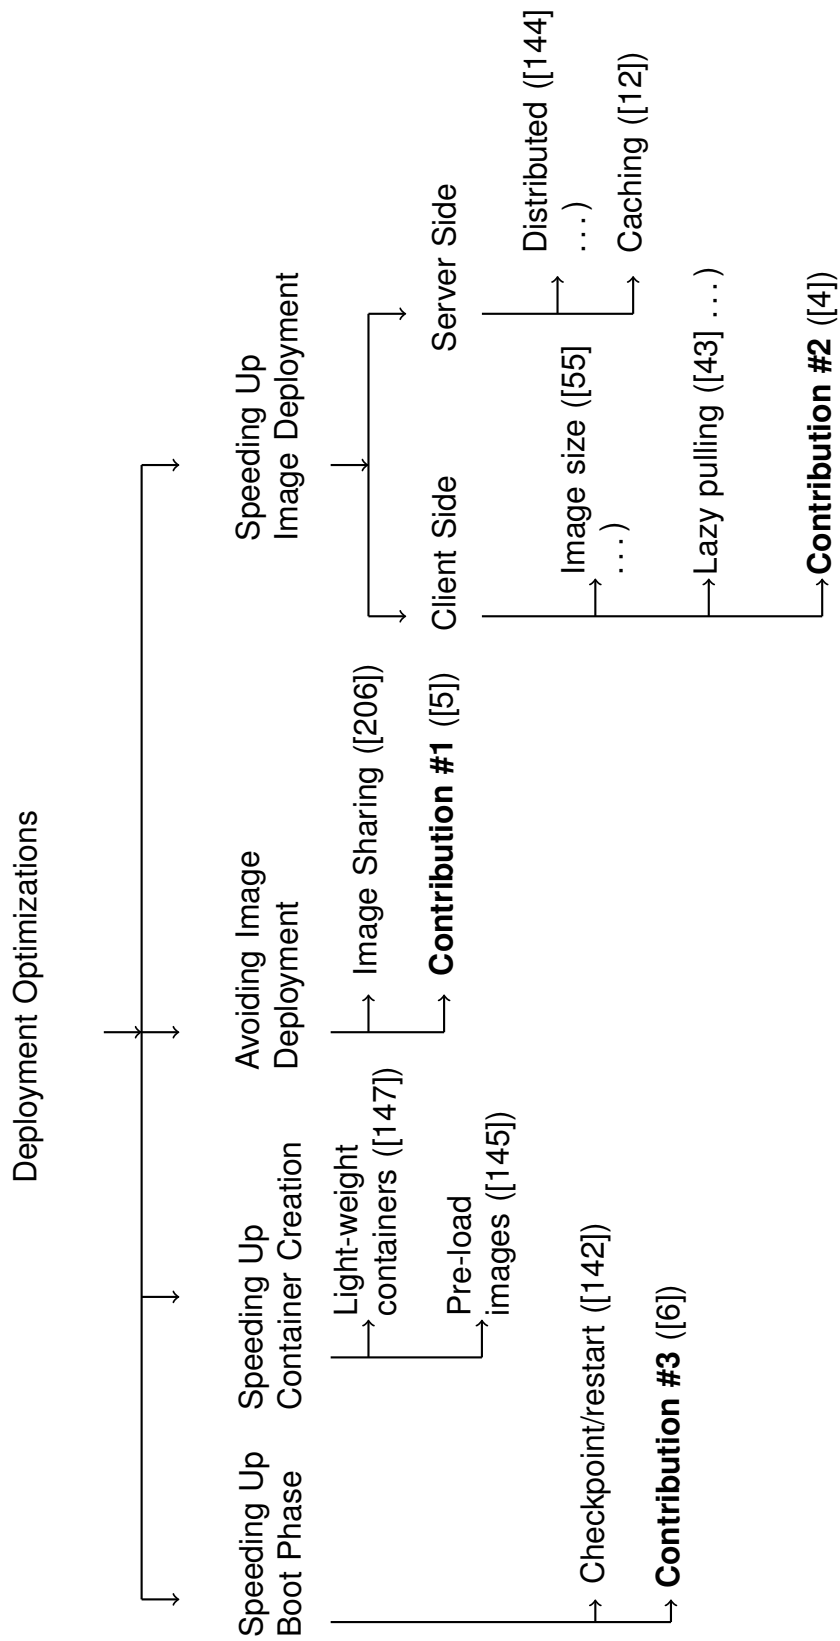 Deployment Optimizations
Speeding Up
Boot Phase
Checkpoint/restart ([142])
Contribution #3 ([6])
Speeding Up
Container Creation
Light-weight
containers ([147])
Pre-load
images ([145])
Avoiding Image
Deployment
Image Sharing ([206])
Contribution #1 ([5])
Speeding Up
Image Deployment
Client Side
Image size ([55]
...)
Lazy pulling ([43] ...)
Contribution #2 ([4])
Server Side
Distributed ([144]
...)
Caching ([12])